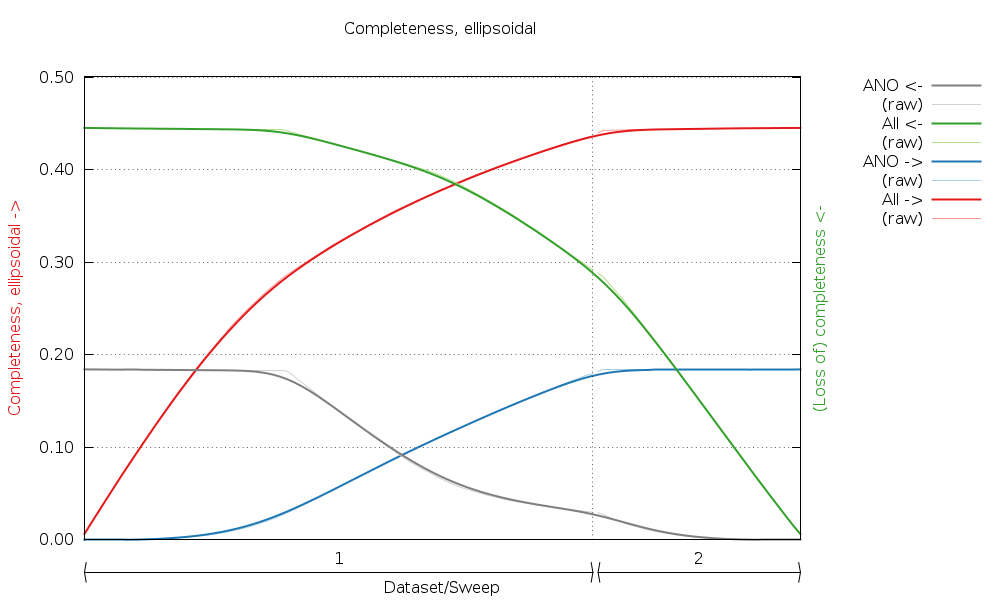 Completeness, ellipsoidal
0.50
0.40
0.30
0.20
0.10
0.00
Completeness, ellipsoidal ->
(Loss of) completeness <-
ANO <-
(raw)
All <-
(raw)
ANO ->
(raw)
All ->
(raw)
1
2
Dataset/Sweep